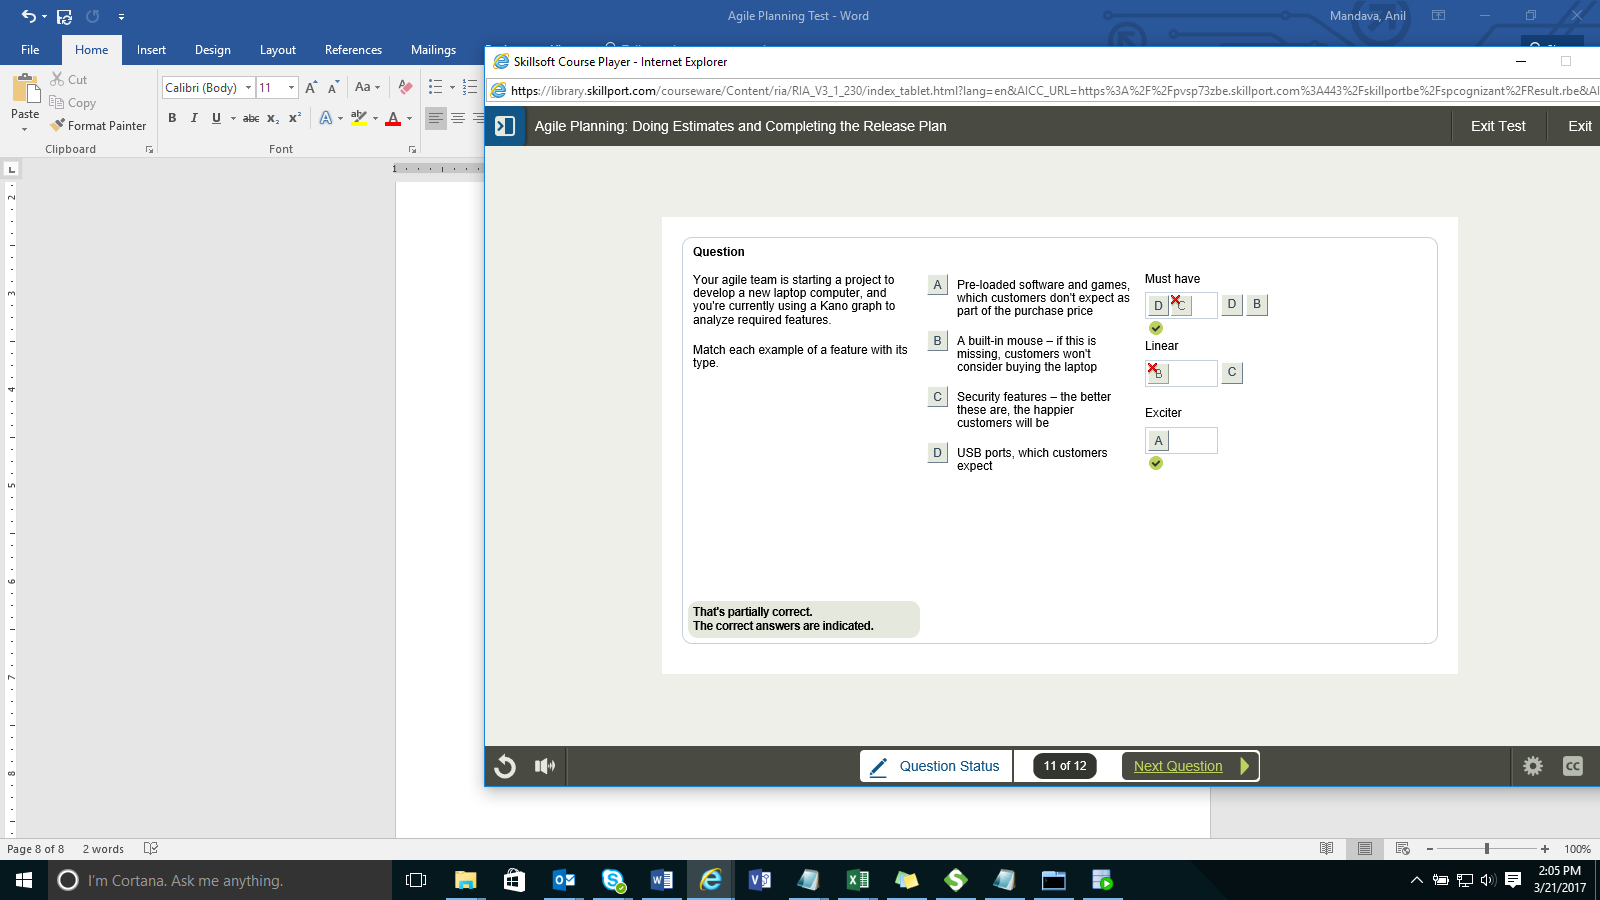 Agile Planning Test - Word
Mandava, Anil
File Home Insert Design Layout References Mailings
Cut
Copy
Format Painter
Paste
Clipboard
Calibri (Body) 11
Font
Skillsoft Course Player - Internet Explorer
https://library.skillport.com/courseware/Content/ria/RIA_V3_1_230/index_tablet.html?lang=en&AICC_URL=https%3A%2F%2Fpvsp73zbe.skillport.com%3A443%2Fskillportbe%2Fspcognizant%2FResult.rbe&AI
Agile Planning: Doing Estimates and Completing the Release Plan
Exit Test
Exit
Question
Your agile team is starting a project to
develop a new laptop computer, and
you're currently using a Kano graph to
analyze required features.
Match each example of a feature with its
type.
A Pre-loaded software and games,
which customers don't expect as
part of the purchase price
B A built-in mouse – if this is
missing, customers won't
consider buying the laptop
C Security features – the better
these are, the happier
customers will be
D USB ports, which customers
expect
Must have
D C D B
Linear
B C
Exciter
A
That's partially correct.
The correct answers are indicated.
Question Status
11 of 12
Next Question
CC
Page 8 of 8 2 words
100%
I'm Cortana. Ask me anything.
2:05 PM
3/21/2017